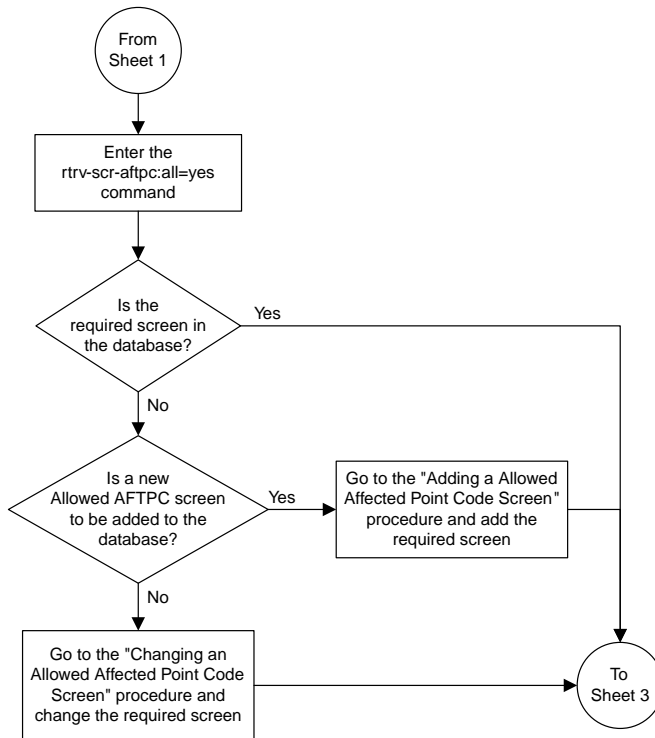 From
Sheet 1
Enter the
rtrv-scr-aftpc:all=yes
command
Is the
required screen in
the database?
Yes
No
Is a new
Allowed AFTPC screen
to be added to the
database?
Yes
Go to the "Adding a Allowed
Affected Point Code Screen"
procedure and add the
required screen
No
Go to the "Changing an
Allowed Affected Point Code
Screen" procedure and
change the required screen
To
Sheet 3